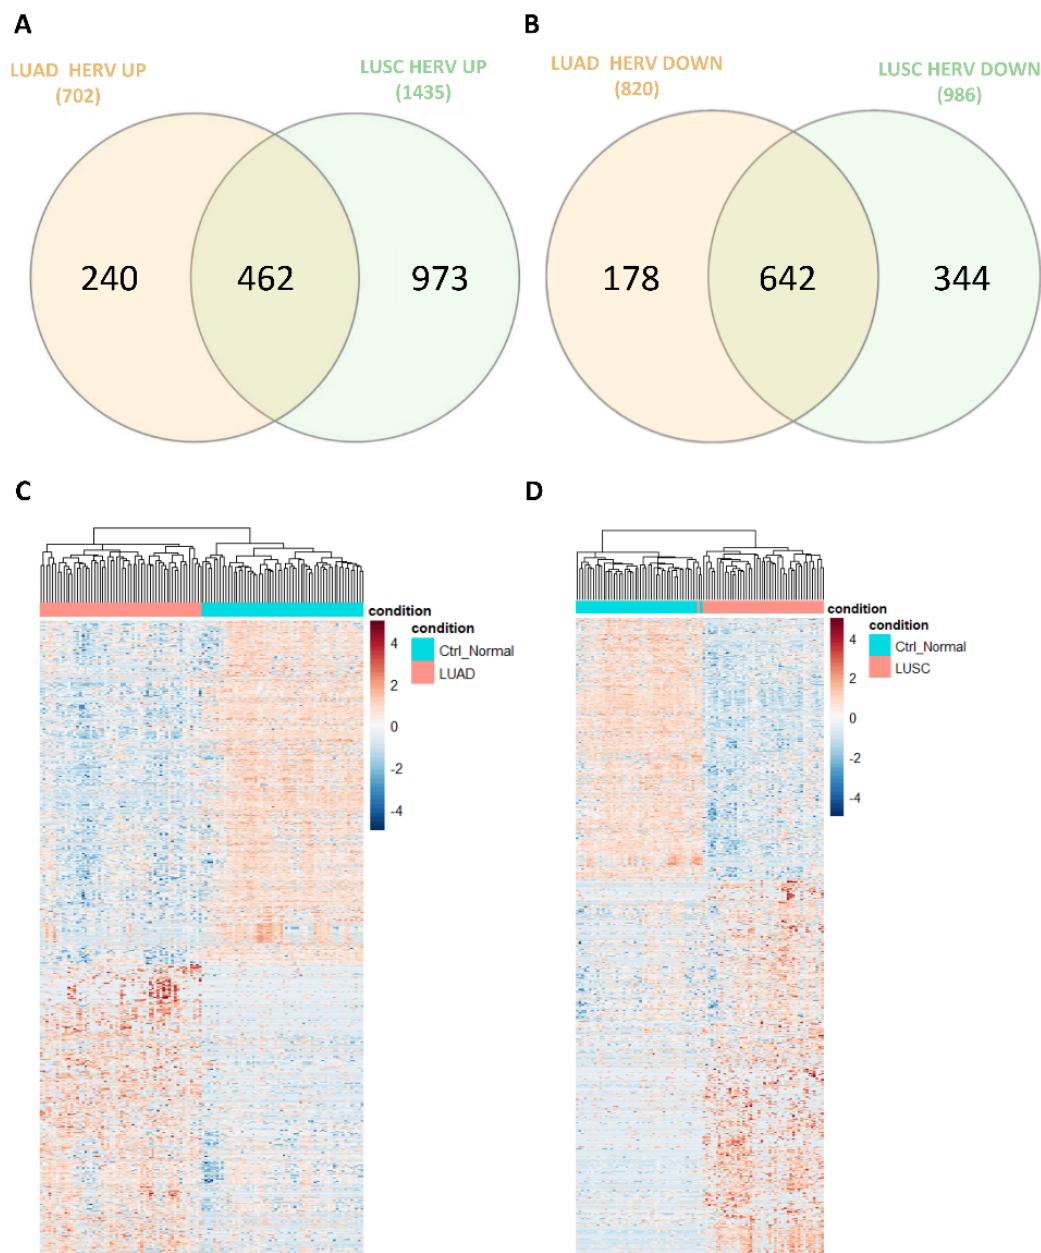 A
B
LUAD HERV UP
(702)
LUSC HERV UP
(1435)
LUAD HERV DOWN
(820)
LUSC HERV DOWN
(986)
240
462
973
178
642
344
C
D
condition
4
2
0
-2
-4
condition
Ctrl_Normal
LUAD
condition
4
2
0
-2
-4
condition
Ctrl_Normal
LUSC